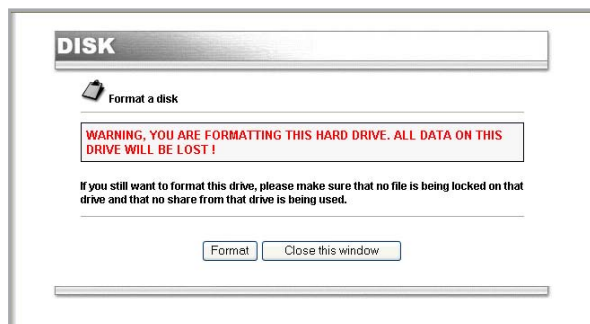 DISK
Format a disk
WARNING, YOU ARE FORMATTING THIS HARD DRIVE. ALL DATA ON THIS
DRIVE WILL BE LOST !
If you still want to format this drive, please make sure that no file is being locked on that
drive and that no share from that drive is being used.
Format Close this window